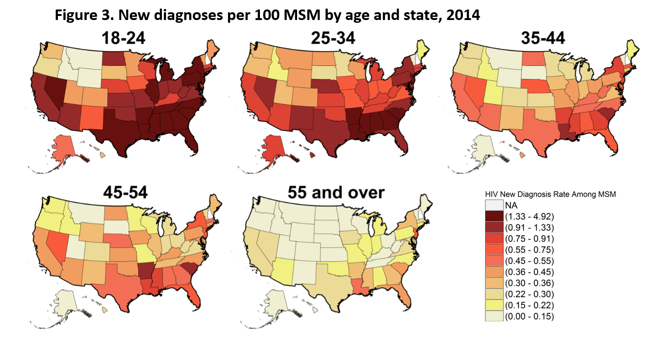 Figure 3. New diagnoses per 100 MSM by age and state, 2014
18-24
25-34
35-44
45-54
55 and over
HIV New Diagnosis Rate Among MSM
NA
(1.33 - 4.92)
(0.91 - 1.33)
(0.75 - 0.91)
(0.55 - 0.75)
(0.45 - 0.55)
(0.36 - 0.45)
(0.30 - 0.36)
(0.22 - 0.30)
(0.15 - 0.22)
(0.00 - 0.15)